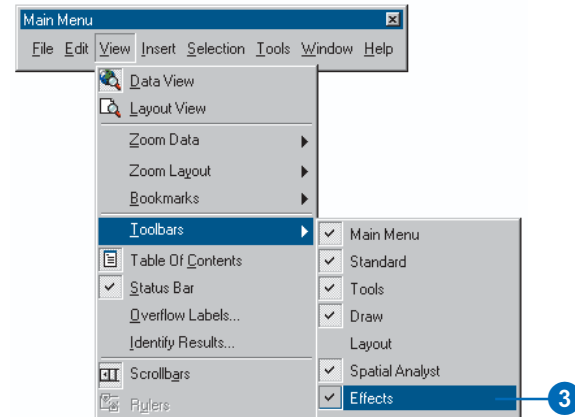 Main Menu
File Edit View Insert Selection Tools Window Help
Data View
Layout View
Zoom Data
Zoom Layout
Bookmarks
Toolbars
Table Of Contents
Status Bar
Overflow Labels...
Identify Results...
Scrollbars
Rulers
Main Menu
Standard
Tools
Draw
Layout
Spatial Analyst
Effects
3